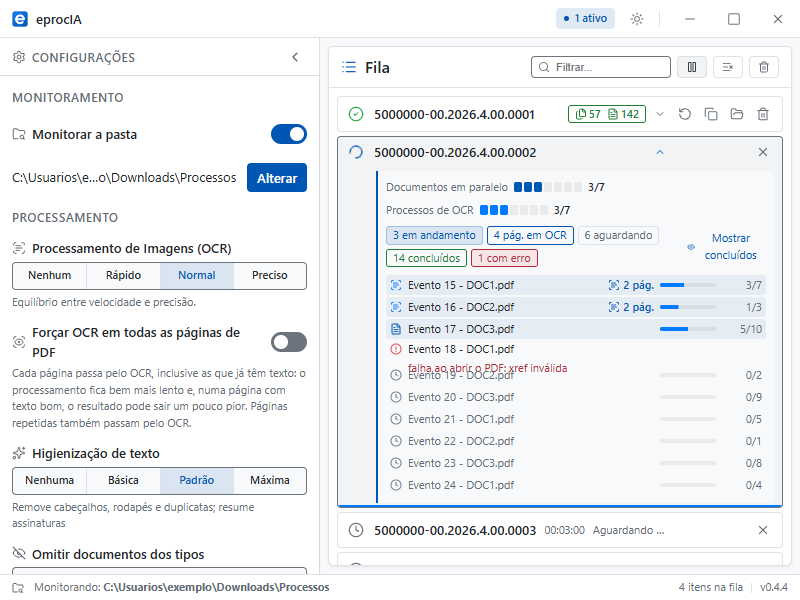 eprocIA
1 ativo
CONFIGURAÇÕES
MONITORAMENTO
Monitorar a pasta
C:\Usuarios\e...o\Downloads\Processos
Alterar
PROCESSAMENTO
Processamento de Imagens (OCR)
Nenhum Rápido Normal Preciso
Equilíbrio entre velocidade e precisão.
Forçar OCR em todas as páginas de
PDF
Cada página passa pelo OCR, inclusive as que já têm texto: o
processamento fica bem mais lento e, numa página com
texto bom, o resultado pode sair um pouco pior. Páginas
repetidas também passam pelo OCR.
Higienização de texto
Nenhuma Básica Padrão Máxima
Remove cabeçalhos, rodapés e duplicatas; resume
assinaturas
Omitir documentos dos tipos
Fila
Filtrar...
5000000-00.2026.4.00.0001 57 142
5000000-00.2026.4.00.0002
Documentos em paralelo 3/7
Processos de OCR 3/7
3 em andamento 4 pág. em OCR 6 aguardando
14 concluídos 1 com erro
Mostrar
concluídos
Evento 15 - DOC1.pdf 2 pág. 3/7
Evento 16 - DOC2.pdf 2 pág. 1/3
Evento 17 - DOC3.pdf 5/10
Evento 18 - DOC1.pdf
falha ao abrir o PDF: xref inválida
Evento 19 - DOC2.pdf 0/2
Evento 20 - DOC3.pdf 0/9
Evento 21 - DOC1.pdf 0/5
Evento 22 - DOC2.pdf 0/1
Evento 23 - DOC3.pdf 0/8
Evento 24 - DOC1.pdf 0/4
5000000-00.2026.4.00.0003 00:03:00 Aguardando ...
Monitorando: C:\Usuarios\exemplo\Downloads\Processos
4 itens na fila v0.4.4